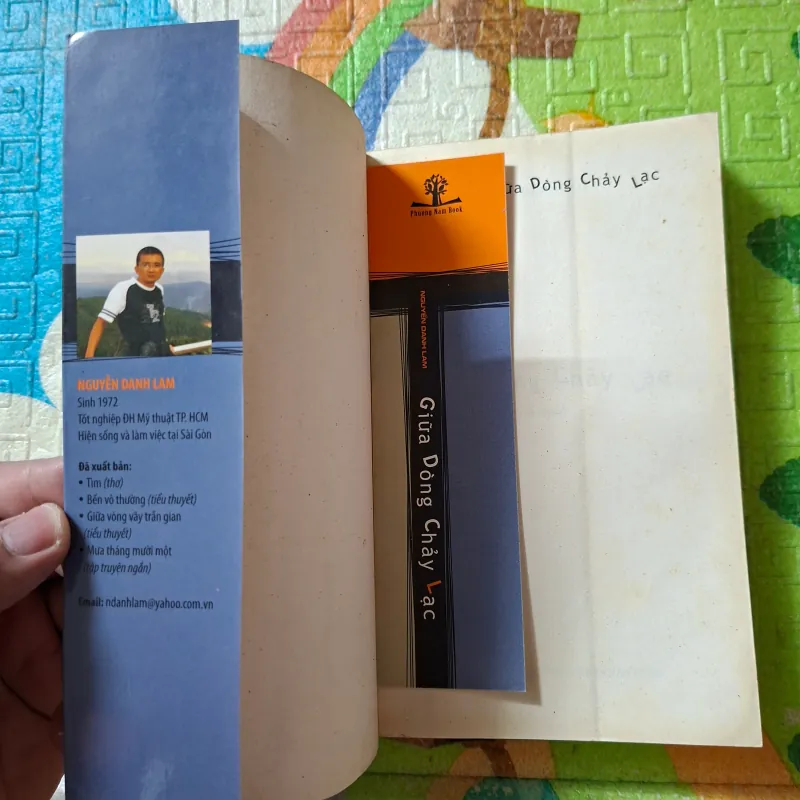 NGUYỄN DANH LAM
Sinh 1972
Tốt nghiệp ĐH Mỹ thuật TP. HCM
Hiện sống và làm việc tại Sài Gòn
Đã xuất bản:
• Tìm (thơ)
• Bến vô thường (tiểu thuyết)
• Giữa vòng vây trần gian
(tiểu thuyết)
• Mưa tháng mười một
(tập truyện ngắn)
Email: ndanhlam@yahoo.com.vn
Phương Nam Book
NGUYỄN DANH LAM
Giữa Dòng Chảy Lạc
Dòng Chảy Lạc